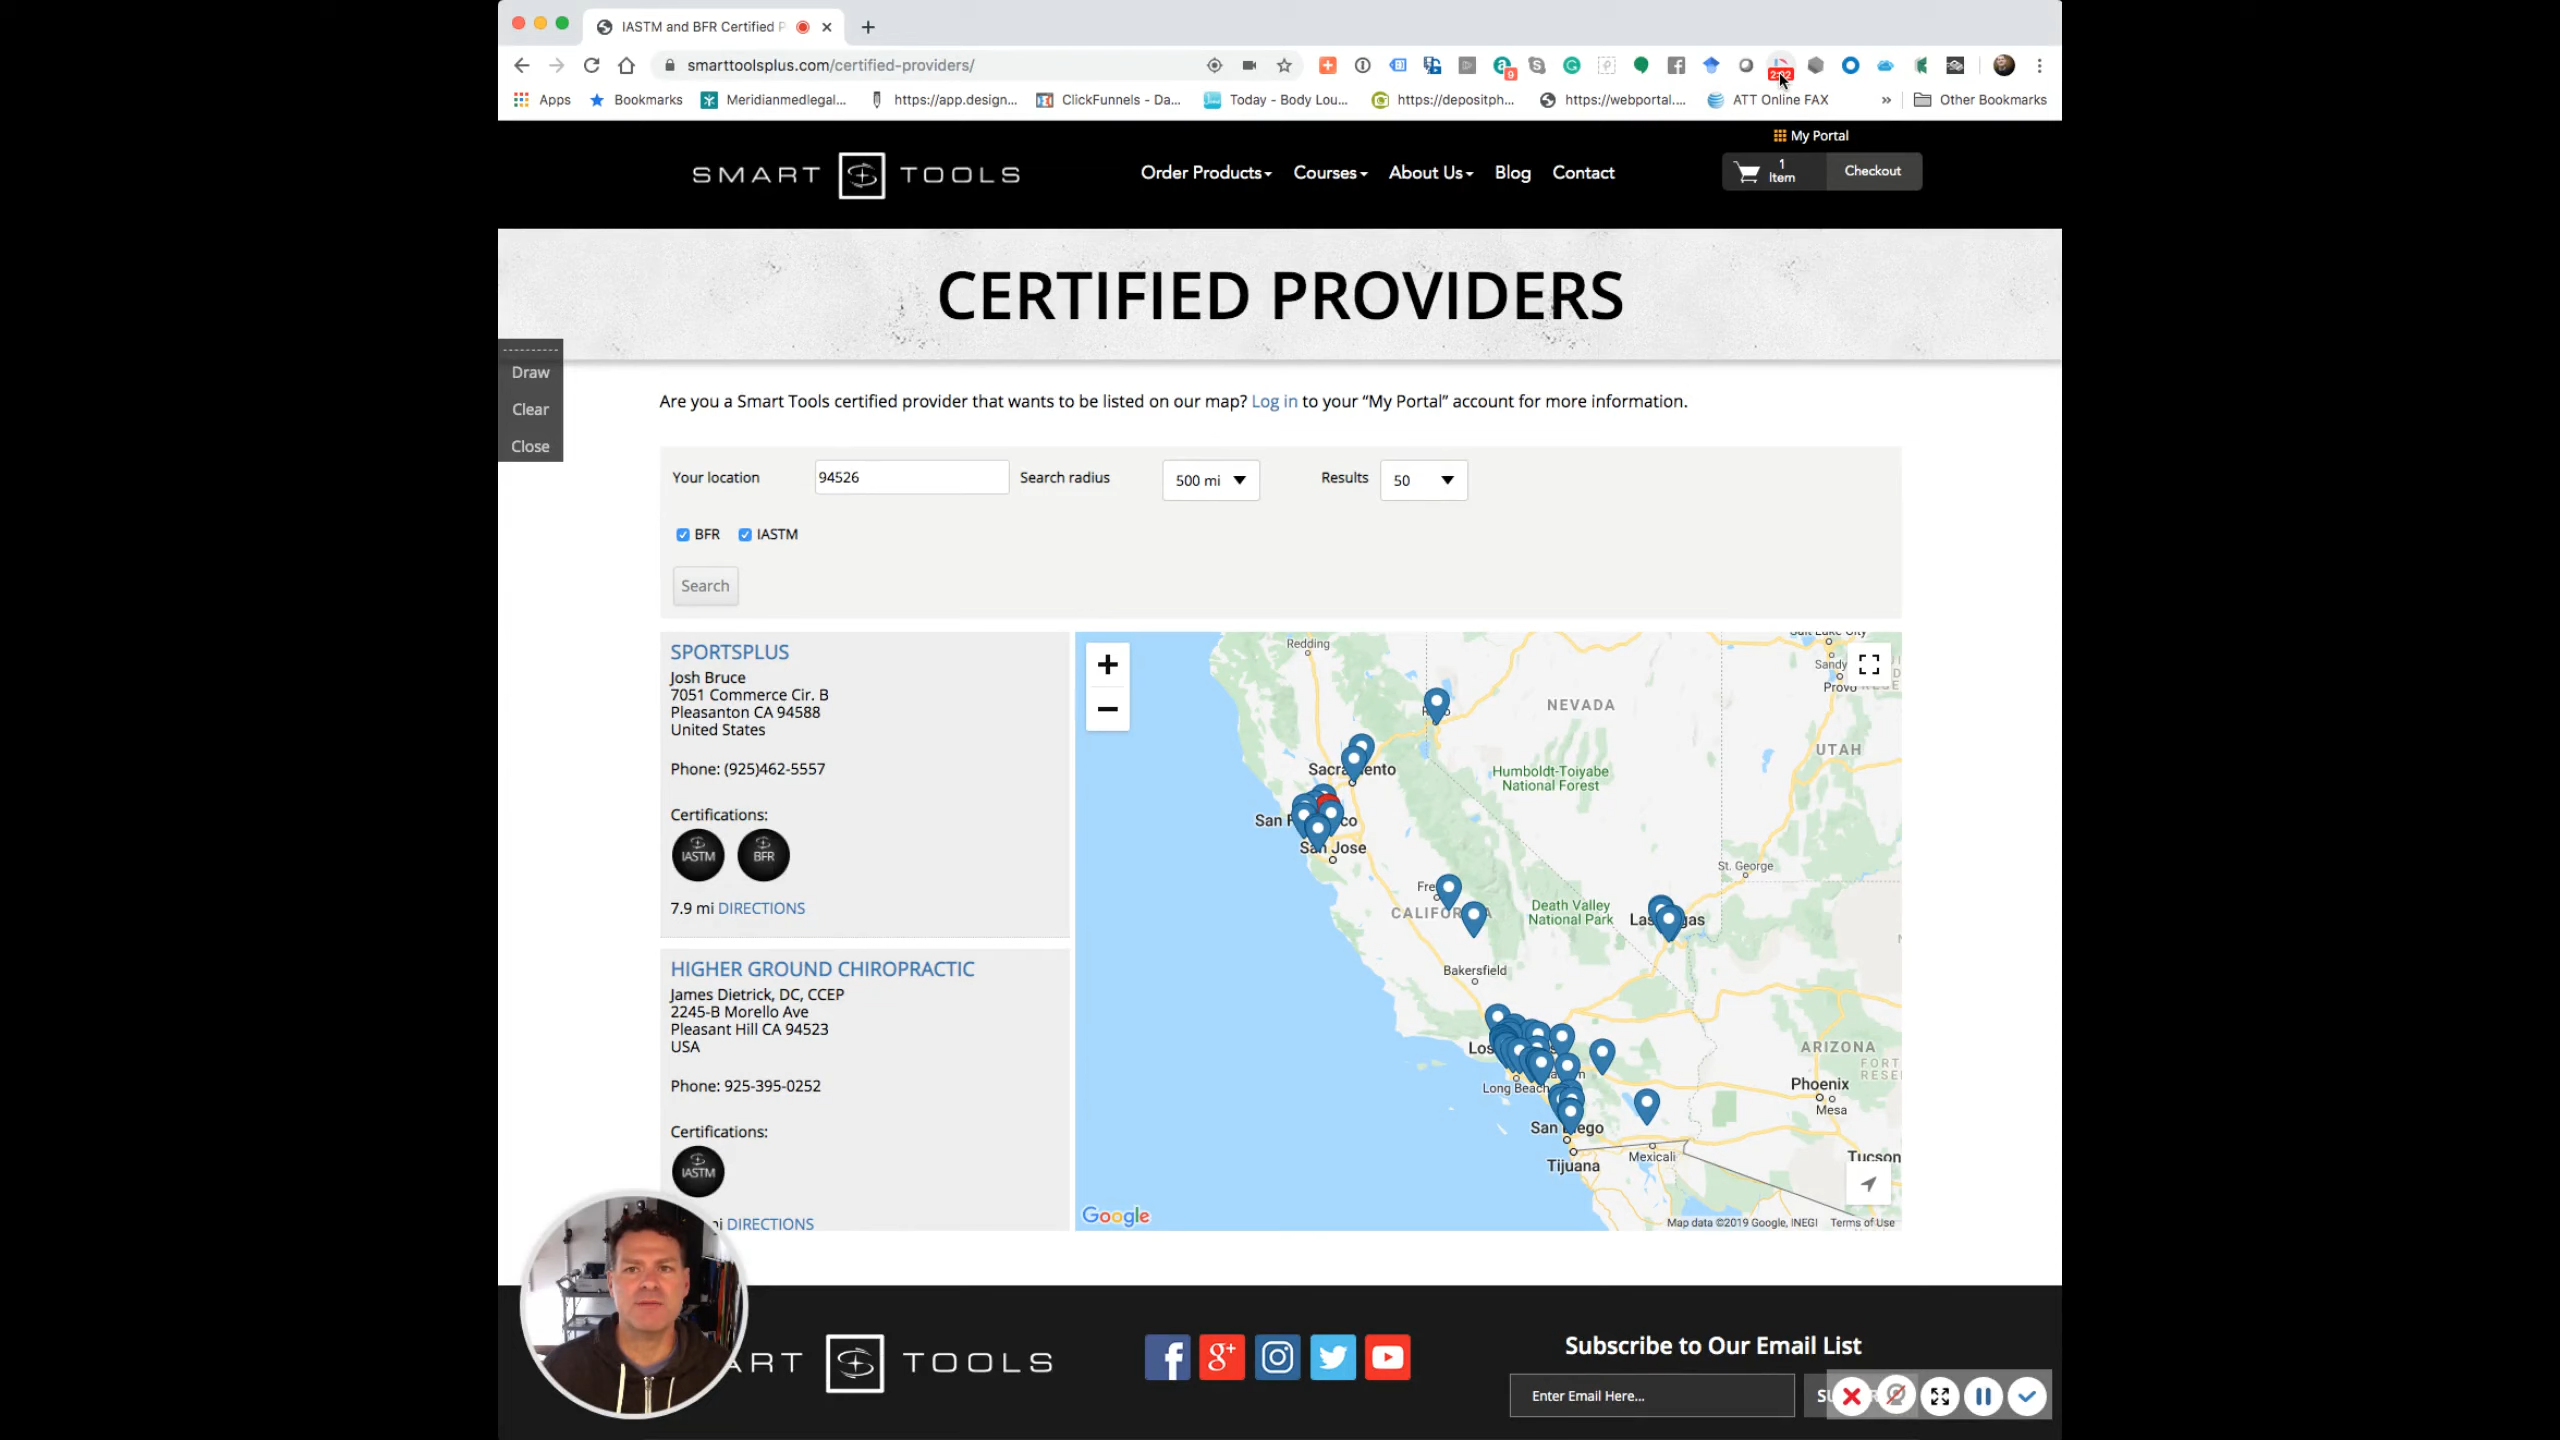 IASTM and BFR Certified P
smarttoolsplus.com/certified-providers/
9
Apps Bookmarks Meridianmedlegal... https://app.design... ClickFunnels - Da... Today - Body Lou... https://depositph... https://webportal.... ATT Online FAX » Other Bookmarks
My Portal
SMART TOOLS
Order Products Courses About Us Blog Contact
1
Item
Checkout
CERTIFIED PROVIDERS
Draw
Clear
Close
Are you a Smart Tools certified provider that wants to be listed on our map? Log in to your “My Portal” account for more information.
Your location 94526 Search radius 500 mi Results 50
BFR IASTM
Search
SPORTSPLUS
Josh Bruce
7051 Commerce Cir. B
Pleasanton CA 94588
United States
Phone: (925)462-5557
Certifications:
IASTM BFR
7.9 mi DIRECTIONS
HIGHER GROUND CHIROPRACTIC
James Dietrick, DC, CCEP
2245-B Morello Ave
Pleasant Hill CA 94523
USA
Phone: 925-395-0252
Certifications:
IASTM
DIRECTIONS
+
−
Redding
NEVADA
Sandy
Provo
UTAH
Humboldt-Toiyabe
National Forest
San Jose
St. George
Death Valley
National Park
Bakersfield
ARIZONA
Long Beach
Phoenix
Mesa
Tijuana
Mexicali
Tucson
Google
Map data ©2019 Google, INEGI Terms of Use
ART TOOLS
Subscribe to Our Email List
Enter Email Here...